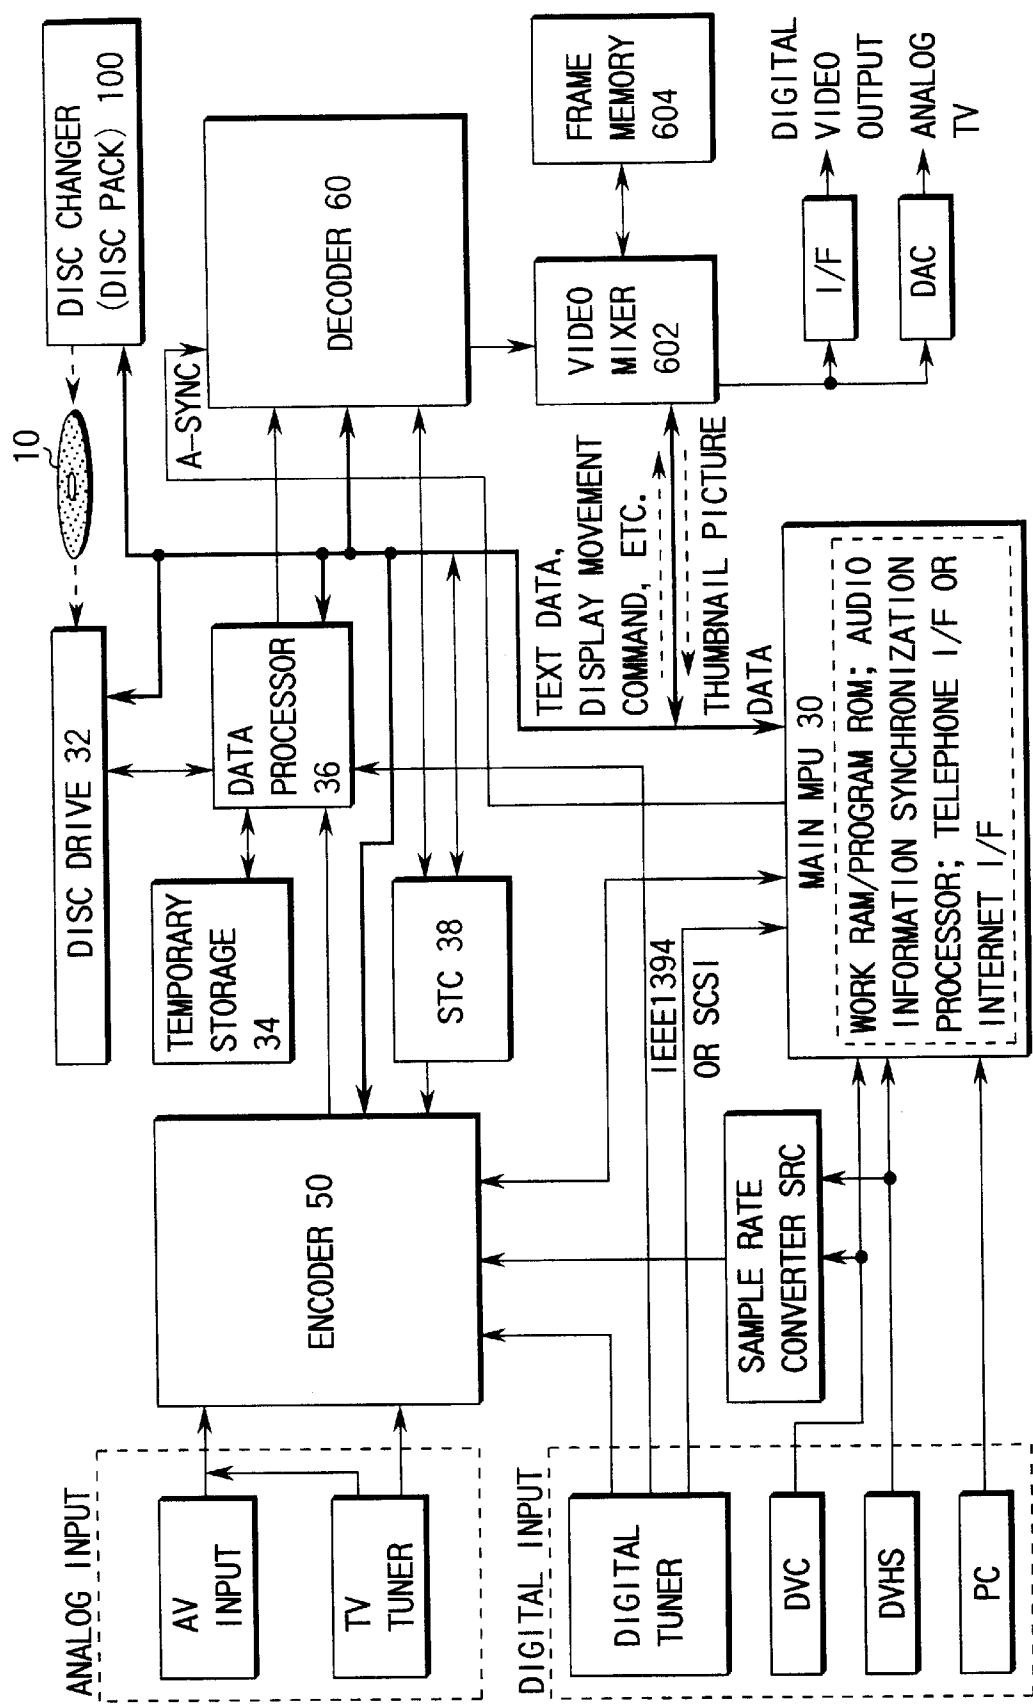 DISC CHANGER
(DISC PACK) 100
10
DISC DRIVE 32
TEMPORARY
STORAGE
34
DATA
PROCESSOR
36
A-SYNC
DECODER 60
STC 38
ENCODER 50
ANALOG INPUT
AV
INPUT
TV
TUNER
DIGITAL INPUT
DIGITAL
TUNER
DVC
DVHS
PC
SAMPLE RATE
CONVERTER SRC
IEEE1394
OR SCSI
TEXT DATA,
DISPLAY MOVEMENT
COMMAND, ETC.
THUMBNAIL PICTURE
DATA
VIDEO
MIXER
602
FRAME
MEMORY
604
I/F
DAC
DIGITAL
VIDEO
OUTPUT
ANALOG
TV
MAIN MPU 30
WORK RAM/PROGRAM ROM; AUDIO
INFORMATION SYNCHRONIZATION
PROCESSOR; TELEPHONE I/F OR
INTERNET I/F